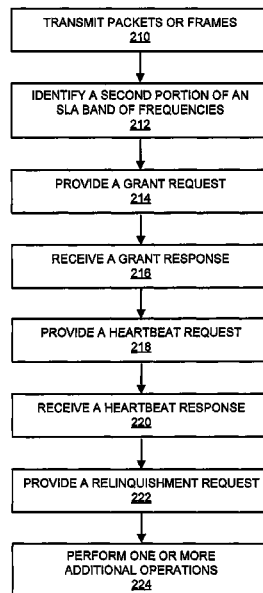 TRANSMIT PACKETS OR FRAMES
210
IDENTIFY A SECOND PORTION OF AN
SLA BAND OF FREQUENCIES
212
PROVIDE A GRANT REQUEST
214
RECEIVE A GRANT RESPONSE
216
PROVIDE A HEARTBEAT REQUEST
218
RECEIVE A HEARTBEAT RESPONSE
220
PROVIDE A RELINQUISHMENT REQUEST
222
PERFORM ONE OR MORE
ADDITIONAL OPERATIONS
224